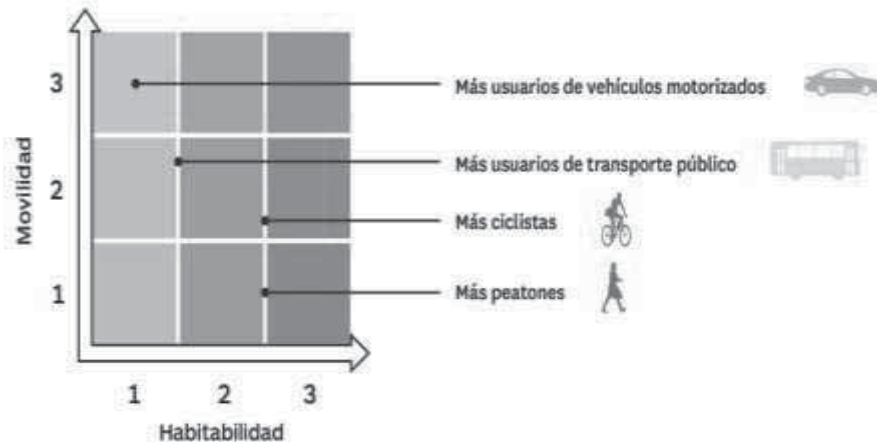 3
Más usuarios de vehículos motorizados
Más usuarios de transporte público
Movilidad
2
Más ciclistas
1
Más peatones
1 2 3
Habitabilidad